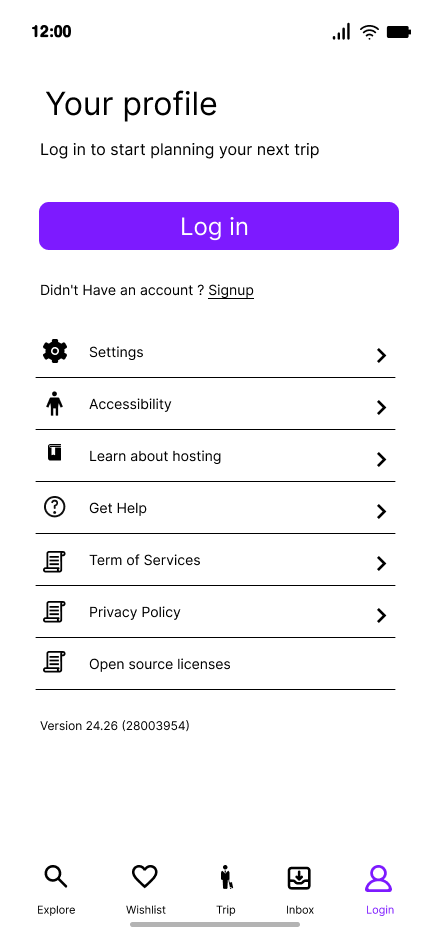 12:00
Your profile
Log in to start planning your next trip
Log in
Didn't Have an account ? Signup
Settings
Accessibility
Learn about hosting
Get Help
Term of Services
Privacy Policy
Open source licenses
Version 24.26 (28003954)
Explore Wishlist Trip Inbox Login